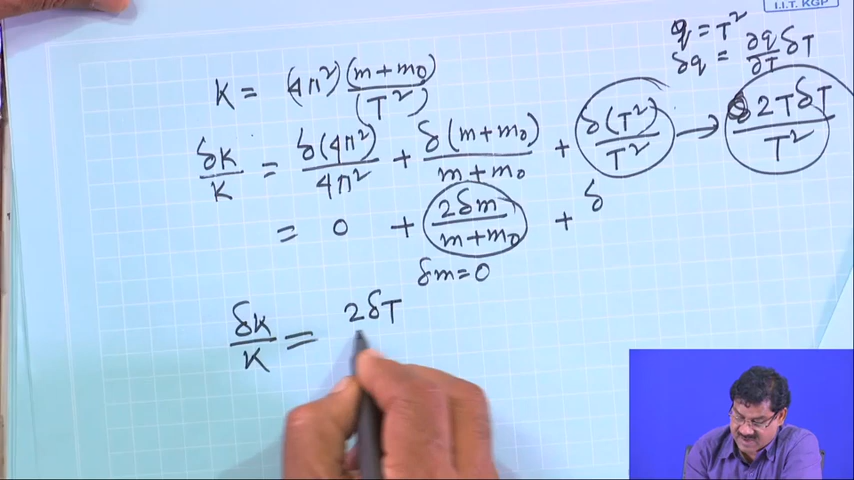 I.I.T. KGP
q = T²
δq = ∂q/∂T δT
K = (4π²) (m+m₀)/(T²)
δK/K = δ(4π²)/4π² + δ(m+m₀)/m+m₀ + δ(T²)/T² → 2TδT/T²
= 0 + 2δm/m+m₀ + δ
δm=0
δK/K = 2δT